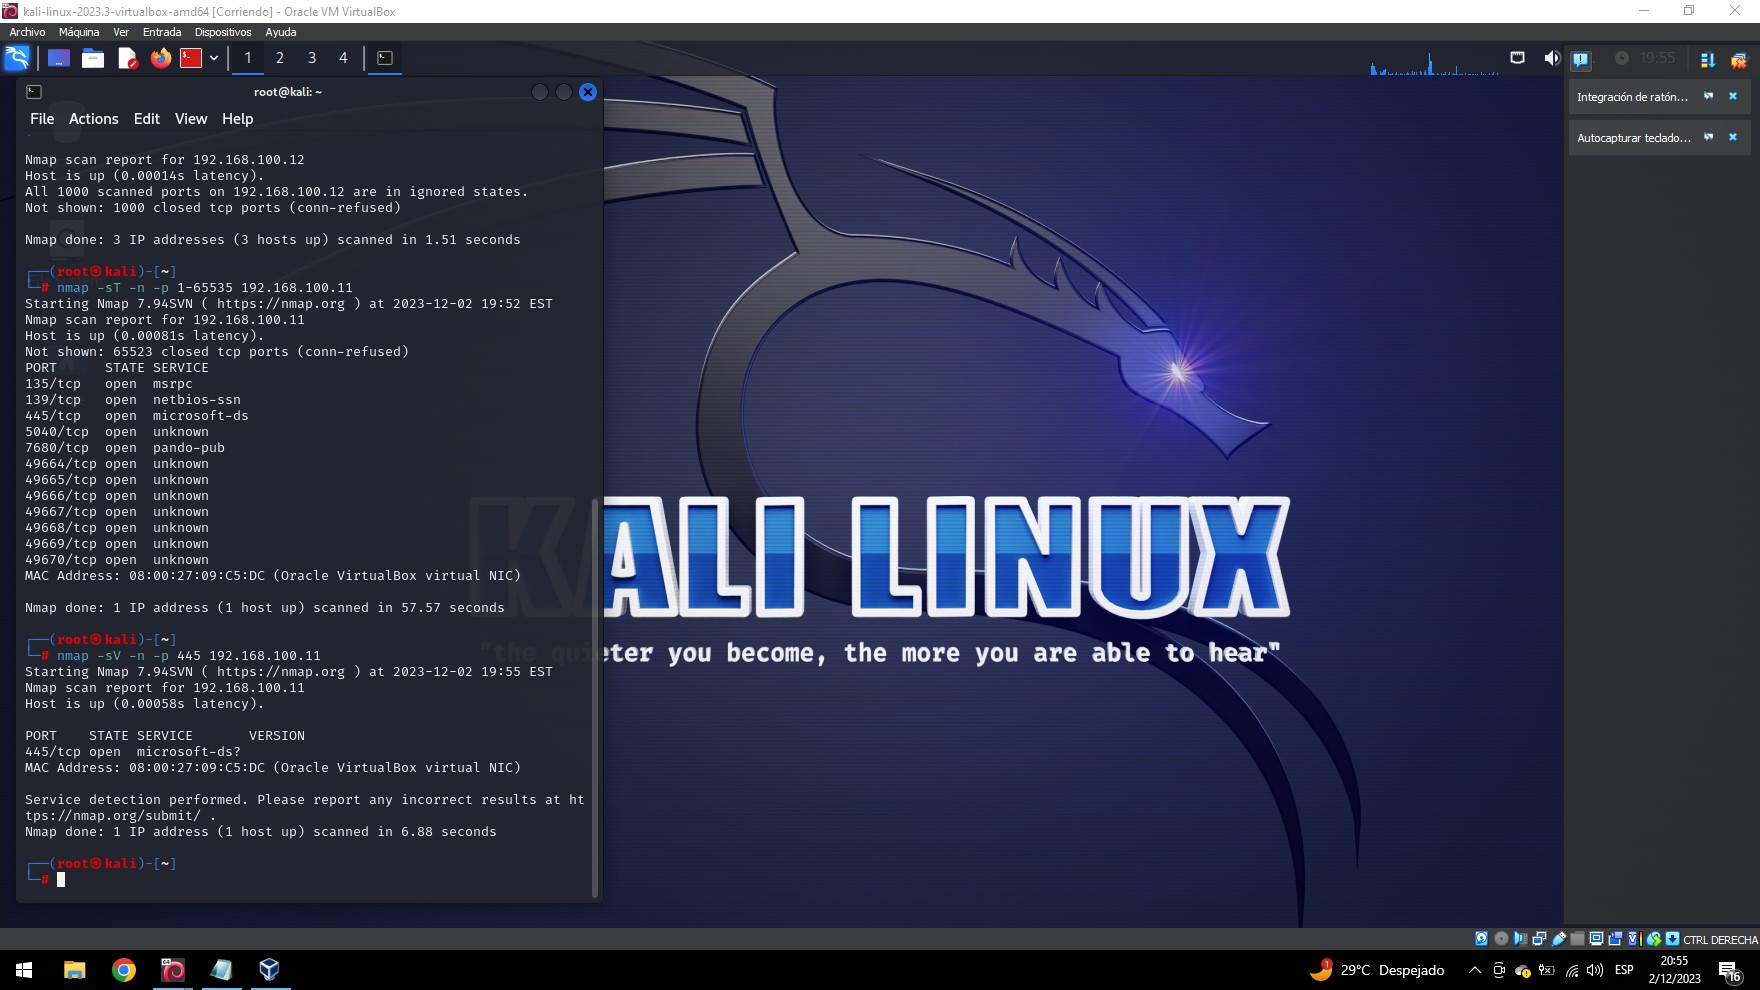 kali-linux-2023.3-virtualbox-amd64 [Corriendo] - Oracle VM VirtualBox
Archivo Máquina Ver Entrada Dispositivos Ayuda
1 2 3 4
19:55
root@kali: ~
File Actions Edit View Help
Integración de ratón...
Autocapturar teclado...
Nmap scan report for 192.168.100.12
Host is up (0.00014s latency).
All 1000 scanned ports on 192.168.100.12 are in ignored states.
Not shown: 1000 closed tcp ports (conn-refused)
Nmap done: 3 IP addresses (3 hosts up) scanned in 1.51 seconds
┌──(root㉿kali)-[~]
└─# nmap -sT -n -p 1-65535 192.168.100.11
Starting Nmap 7.94SVN ( https://nmap.org ) at 2023-12-02 19:52 EST
Nmap scan report for 192.168.100.11
Host is up (0.00081s latency).
Not shown: 65523 closed tcp ports (conn-refused)
PORT STATE SERVICE
135/tcp open msrpc
139/tcp open netbios-ssn
445/tcp open microsoft-ds
5040/tcp open unknown
7680/tcp open pando-pub
49664/tcp open unknown
49665/tcp open unknown
49666/tcp open unknown
49667/tcp open unknown
49668/tcp open unknown
49669/tcp open unknown
49670/tcp open unknown
MAC Address: 08:00:27:09:C5:DC (Oracle VirtualBox virtual NIC)
Nmap done: 1 IP address (1 host up) scanned in 57.57 seconds
┌──(root㉿kali)-[~]
└─# nmap -sV -n -p 445 192.168.100.11
Starting Nmap 7.94SVN ( https://nmap.org ) at 2023-12-02 19:55 EST
Nmap scan report for 192.168.100.11
Host is up (0.00058s latency).
PORT STATE SERVICE VERSION
445/tcp open microsoft-ds?
MAC Address: 08:00:27:09:C5:DC (Oracle VirtualBox virtual NIC)
Service detection performed. Please report any incorrect results at ht
tps://nmap.org/submit/ .
Nmap done: 1 IP address (1 host up) scanned in 6.88 seconds
┌──(root㉿kali)-[~]
└─#
KALI LINUX
"the quieter you become, the more you are able to hear"
CTRL DERECHA
1
29°C Despejado
ESP
20:55
2/12/2023
16